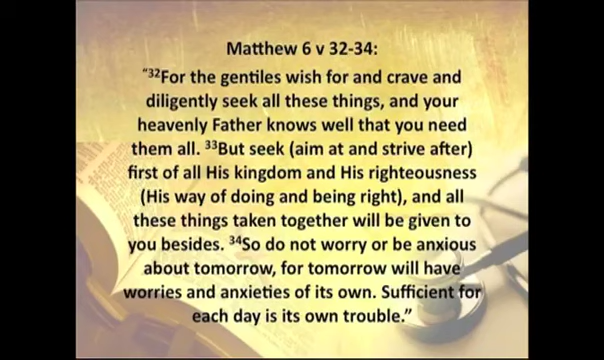 Matthew 6 v 32-34:
“32For the gentiles wish for and crave and
diligently seek all these things, and your
heavenly Father knows well that you need
them all. 33But seek (aim at and strive after)
first of all His kingdom and His righteousness
(His way of doing and being right), and all
these things taken together will be given to
you besides. 34So do not worry or be anxious
about tomorrow, for tomorrow will have
worries and anxieties of its own. Sufficient for
each day is its own trouble.”